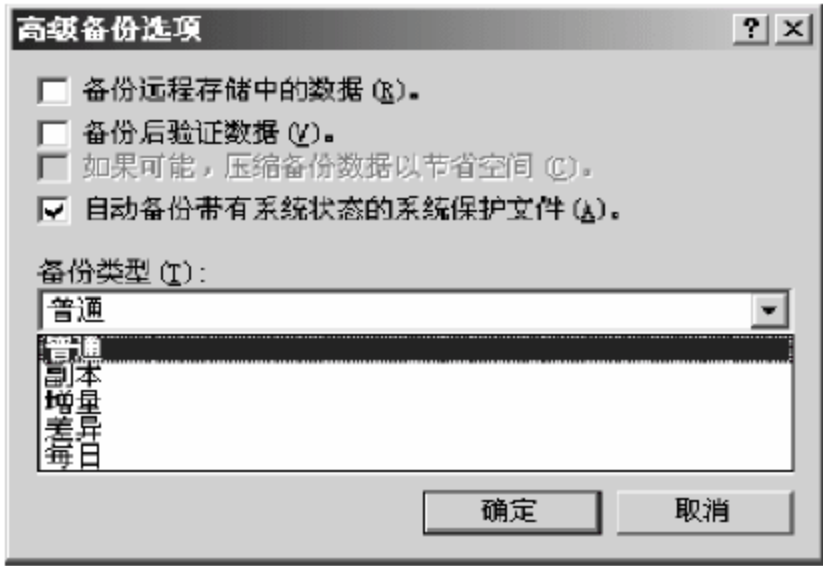 高级备份选项
备份远程存储中的数据(R)。
备份后验证数据(V)。
如果可能，压缩备份数据以节省空间(C)。
自动备份带有系统状态的系统保护文件(A)。
备份类型(T):
普通
普通
副本
增量
差异
每日
确定 取消